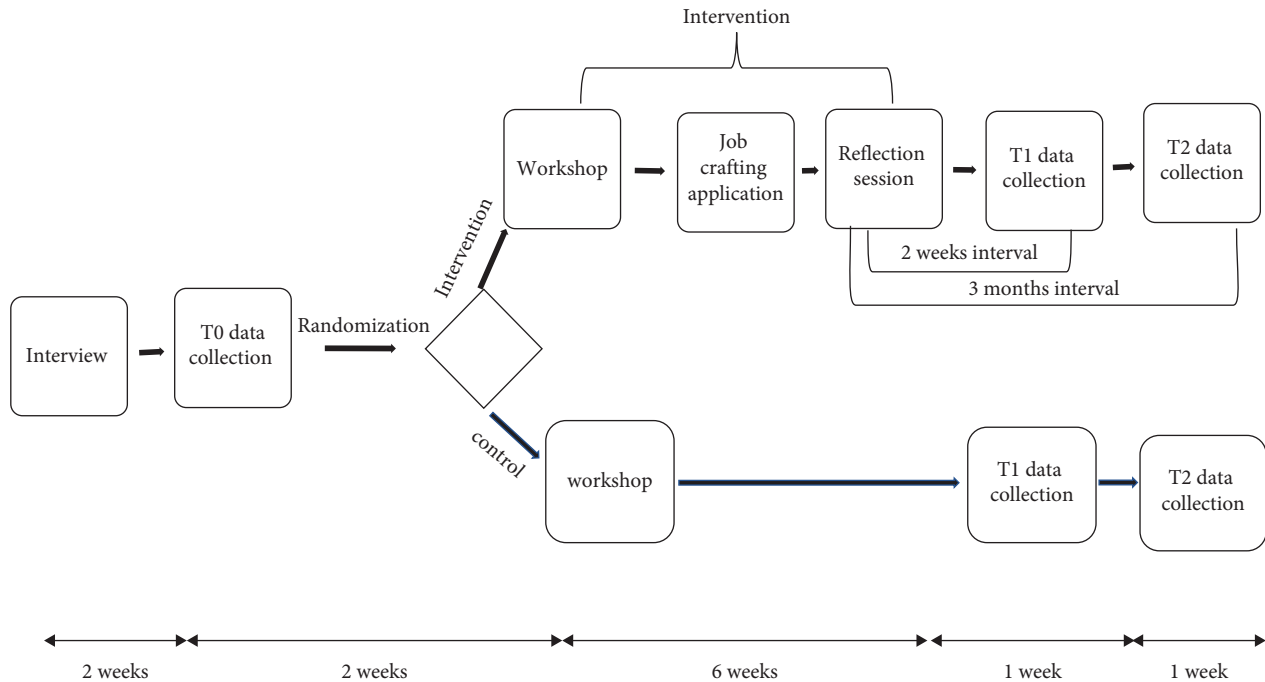 Intervention
Workshop
Job
crafting
application
Reflection
session
T1 data
collection
T2 data
collection
2 weeks interval
3 months interval
Intervention
Interview
T0 data
collection
Randomization
control
workshop
T1 data
collection
T2 data
collection
2 weeks
2 weeks
6 weeks
1 week
1 week